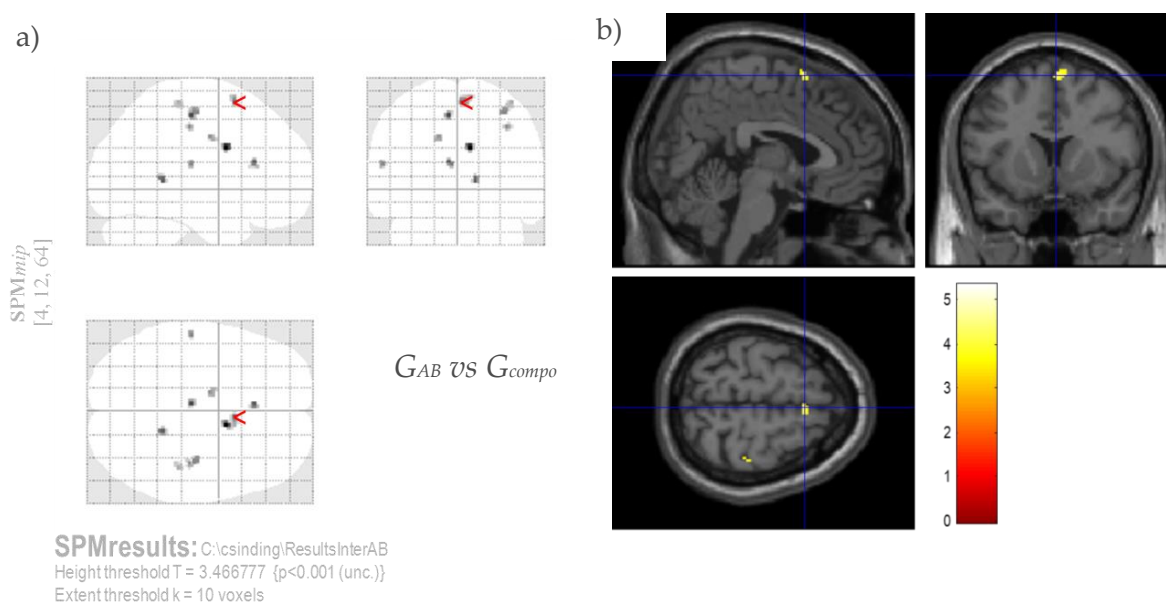 a)
SPMmip
[4, 12, 64]
GAB vs Gcompo
SPMresults: C:\csinding\ResultsInterAB
Height threshold T = 3.466777 {p<0.001 (unc.)}
Extent threshold k = 10 voxels
b)
5
4
3
2
1
0